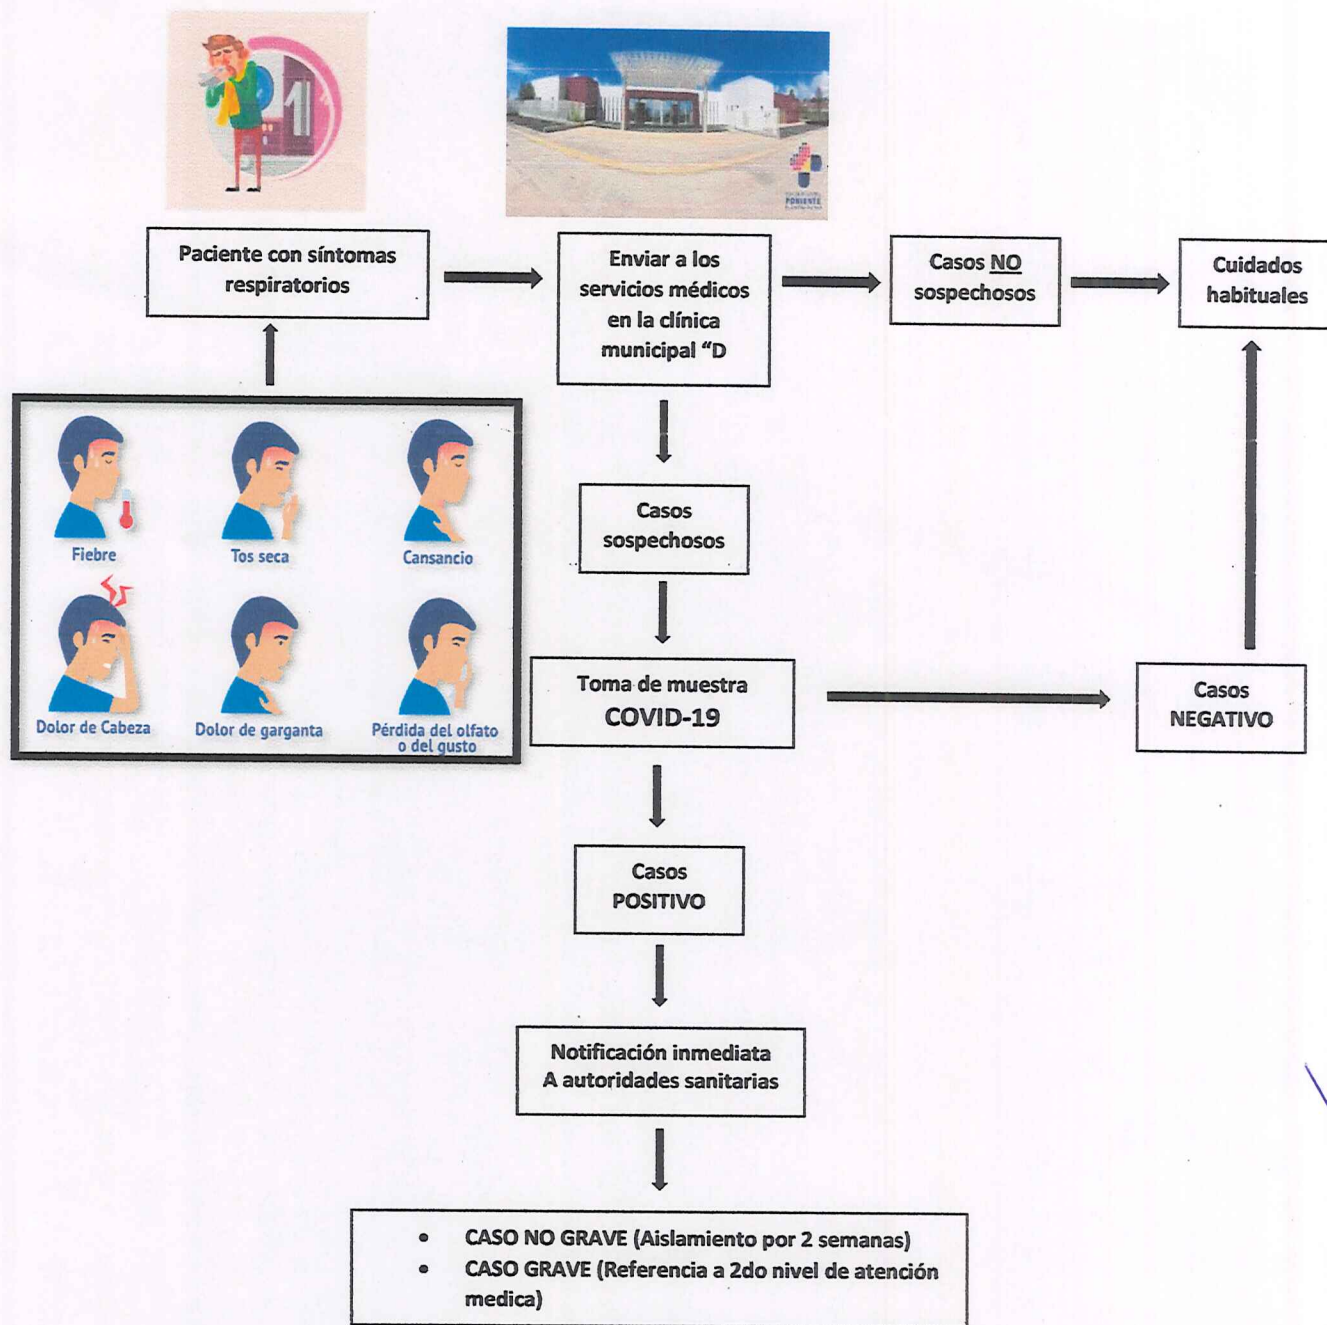 PONIENTE
Paciente con síntomas
respiratorios
Enviar a los
servicios médicos
en la clínica
municipal “D
Casos NO
sospechosos
Cuidados
habituales
Fiebre
Tos seca
Cansancio
Dolor de Cabeza
Dolor de garganta
Pérdida del olfato
o del gusto
Casos
sospechosos
Toma de muestra
COVID-19
Casos
NEGATIVO
Casos
POSITIVO
Notificación inmediata
A autoridades sanitarias
• CASO NO GRAVE (Aislamiento por 2 semanas)
• CASO GRAVE (Referencia a 2do nivel de atención
medica)